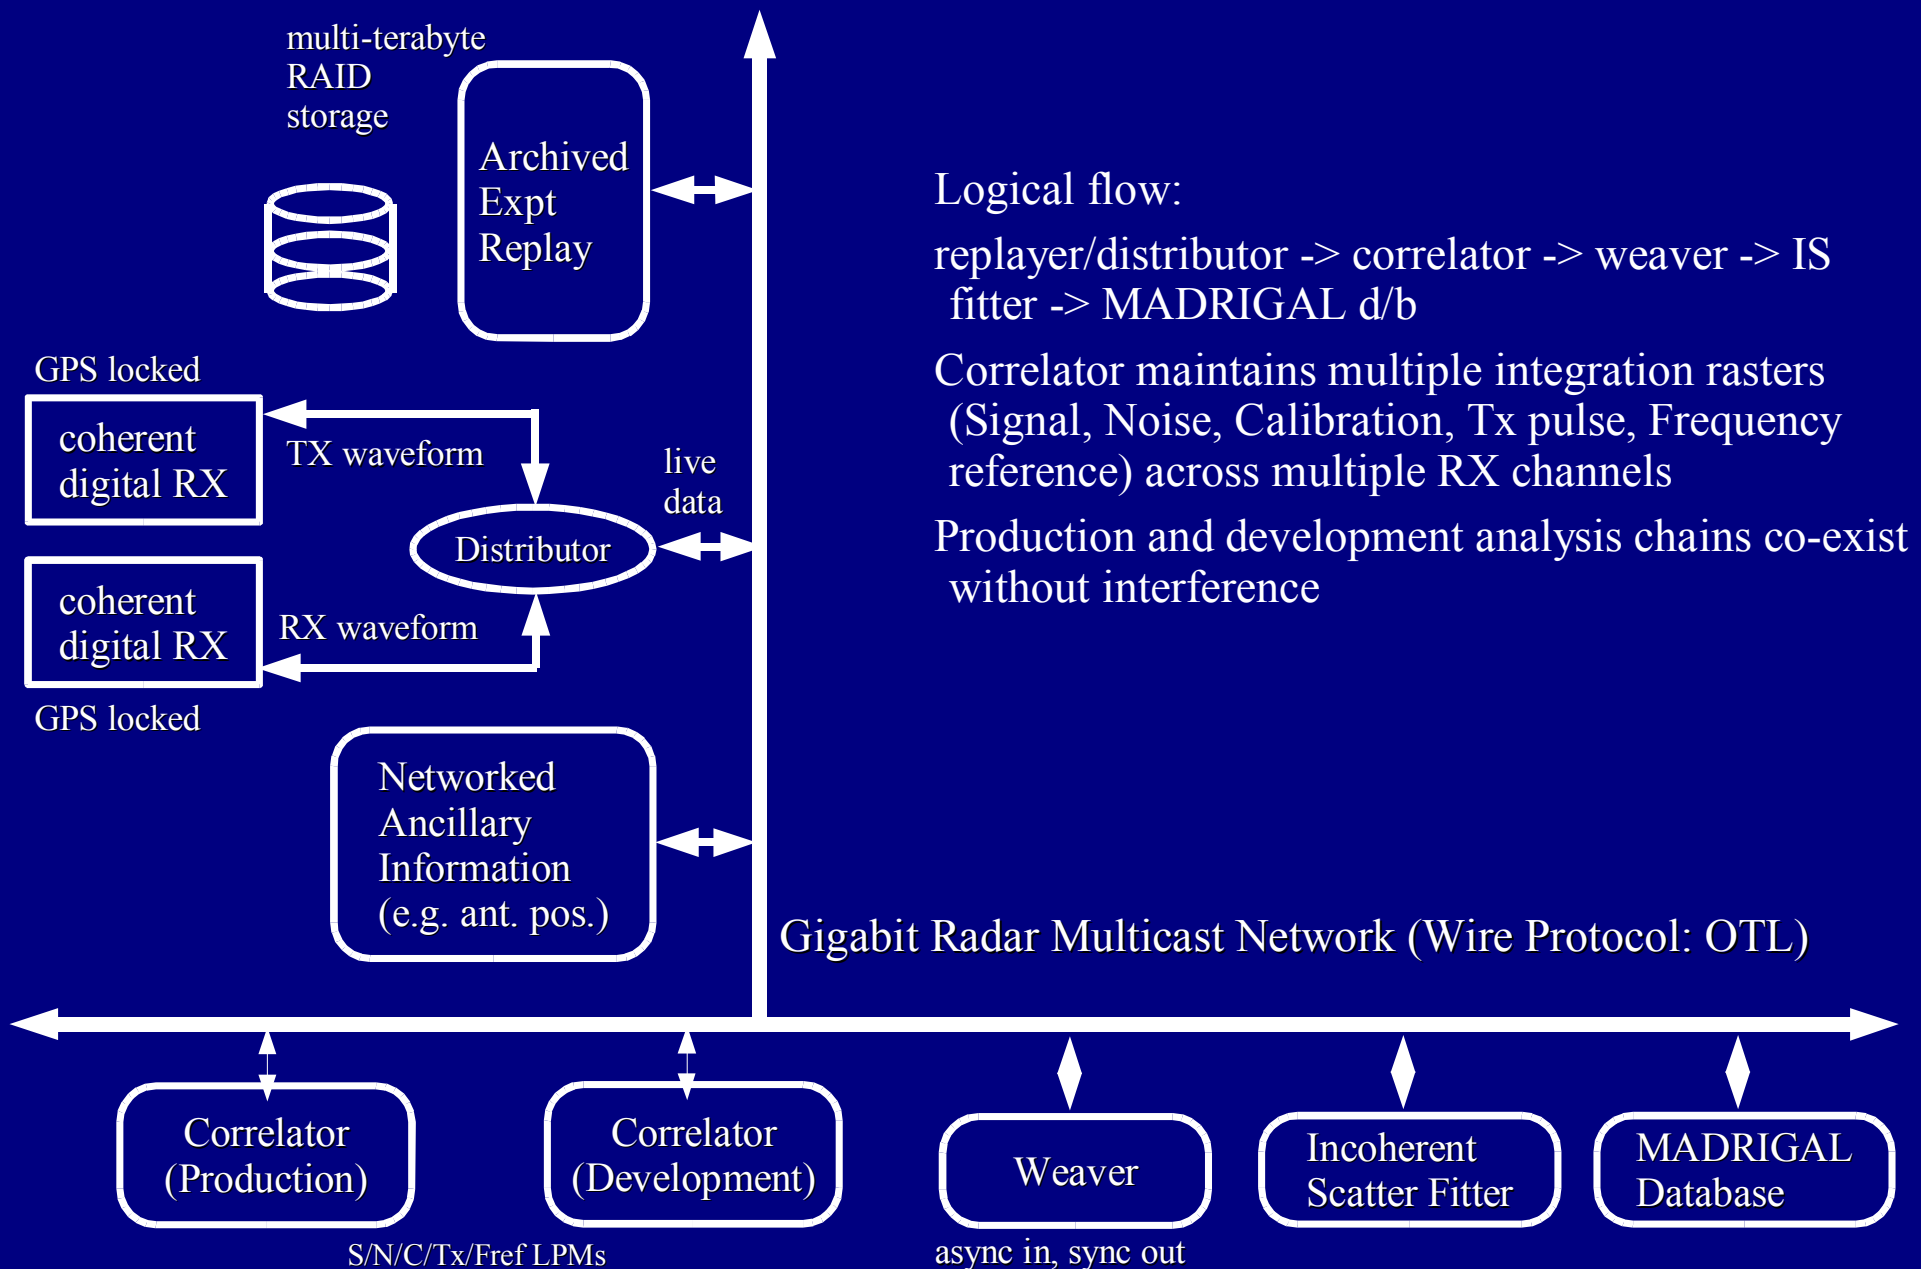 multi-terabyte
RAID
storage
Archived
Expt
Replay
GPS locked
coherent
digital RX
TX waveform
live
data
Distributor
coherent
digital RX
RX waveform
GPS locked
Networked
Ancillary
Information
(e.g. ant. pos.)
Logical flow:
replayer/distributor -> correlator -> weaver -> IS
fitter -> MADRIGAL d/b
Correlator maintains multiple integration rasters
(Signal, Noise, Calibration, Tx pulse, Frequency
reference) across multiple RX channels
Production and development analysis chains co-exist
without interference
Gigabit Radar Multicast Network (Wire Protocol: OTL)
Correlator
(Production)
Correlator
(Development)
S/N/C/Tx/Fref LPMs
Weaver
async in, sync out
Incoherent
Scatter Fitter
MADRIGAL
Database